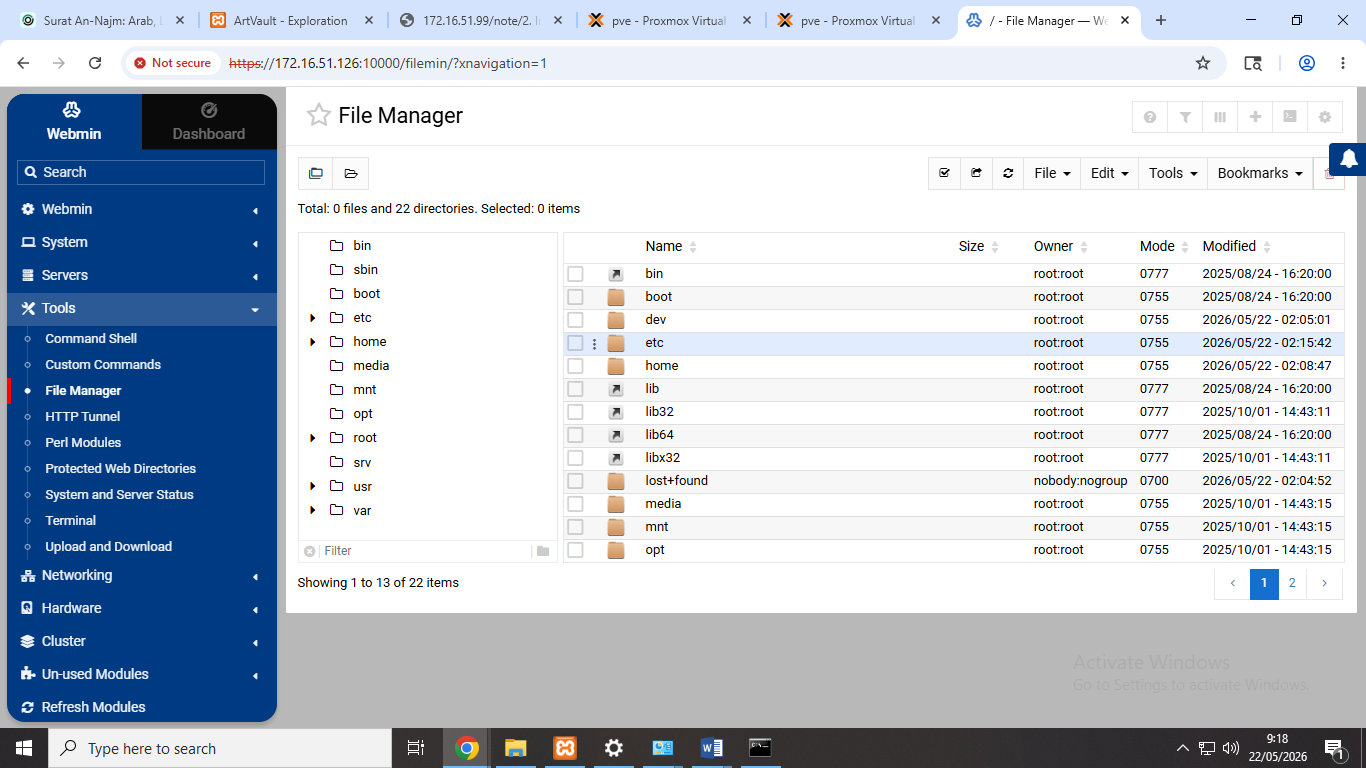 Surat An-Najm: Arab, L
ArtVault - Exploration
172.16.51.99/note/2. In
pve - Proxmox Virtual
pve - Proxmox Virtual
/ - File Manager — We
Not secure
https://172.16.51.126:10000/filemin/?xnavigation=1
Webmin
Dashboard
Search
Webmin
System
Servers
Tools
Command Shell
Custom Commands
File Manager
HTTP Tunnel
Perl Modules
Protected Web Directories
System and Server Status
Terminal
Upload and Download
Networking
Hardware
Cluster
Un-used Modules
Refresh Modules
File Manager
File Edit Tools Bookmarks
Total: 0 files and 22 directories. Selected: 0 items
bin
sbin
boot
etc
home
media
mnt
opt
root
srv
usr
var
Filter
Name Size Owner Mode Modified
bin root:root 0777 2025/08/24 - 16:20:00
boot root:root 0755 2025/08/24 - 16:20:00
dev root:root 0755 2026/05/22 - 02:05:01
etc root:root 0755 2026/05/22 - 02:15:42
home root:root 0755 2026/05/22 - 02:08:47
lib root:root 0777 2025/08/24 - 16:20:00
lib32 root:root 0777 2025/10/01 - 14:43:11
lib64 root:root 0777 2025/08/24 - 16:20:00
libx32 root:root 0777 2025/10/01 - 14:43:11
lost+found nobody:nogroup 0700 2026/05/22 - 02:04:52
media root:root 0755 2025/10/01 - 14:43:15
mnt root:root 0755 2025/10/01 - 14:43:15
opt root:root 0755 2025/10/01 - 14:43:15
Showing 1 to 13 of 22 items
1 2
Activate Windows
Go to Settings to activate Windows.
Type here to search
9:18
22/05/2026
1